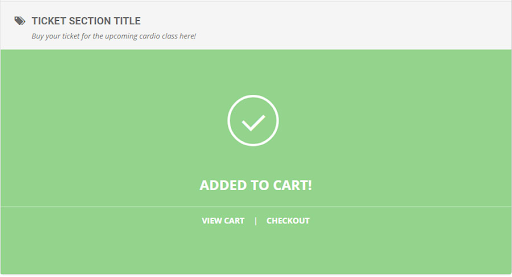 TICKET SECTION TITLE
Buy your ticket for the upcoming cardio class here!
ADDED TO CART!
VIEW CART | CHECKOUT